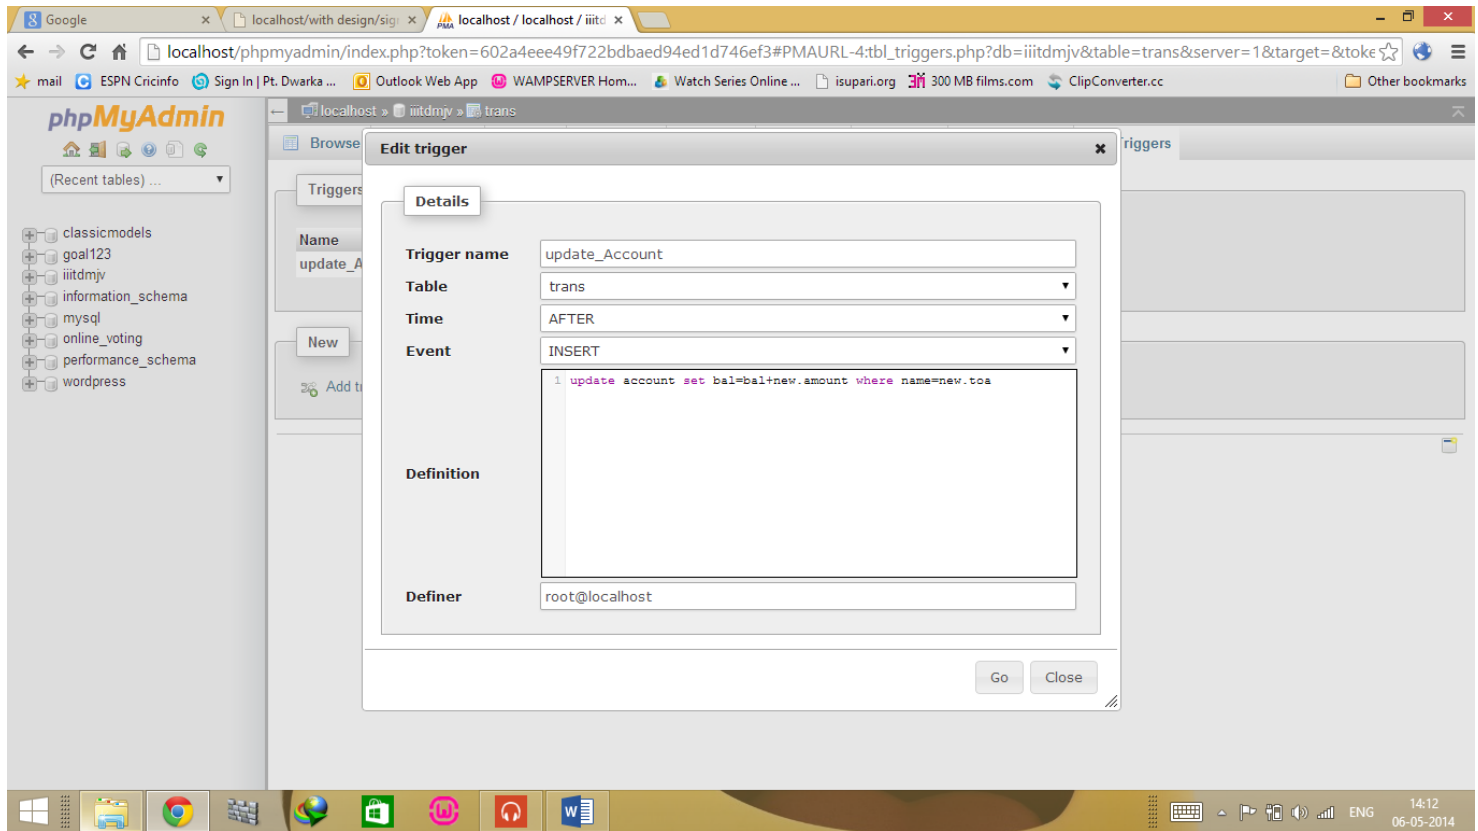 Google
localhost/with design/sig
localhost / localhost / iiitd
localhost/phpmyadmin/index.php?token=602a4eee49f722bdbaed94ed1d746ef3#PMAURL-4:tbl_triggers.php?db=iiitdmjv&table=trans&server=1&target=&toke
mail ESPN Cricinfo Sign In | Pt. Dwarka ... Outlook Web App WAMPSERVER Hom... Watch Series Online ... isupari.org 300 MB films.com ClipConverter.cc Other bookmarks
phpMyAdmin
(Recent tables) ...
classicmodels
goal123
iiitdmjv
information_schema
mysql
online_voting
performance_schema
wordpress
localhost » iiitdmjv » trans
Browse
riggers
Triggers
Name
update_A
New
Add t
Edit trigger
Details
Trigger name update_Account
Table trans
Time AFTER
Event INSERT
1 update account set bal=bal+new.amount where name=new.toa
Definition
Definer root@localhost
Go Close
ENG
14:12
06-05-2014